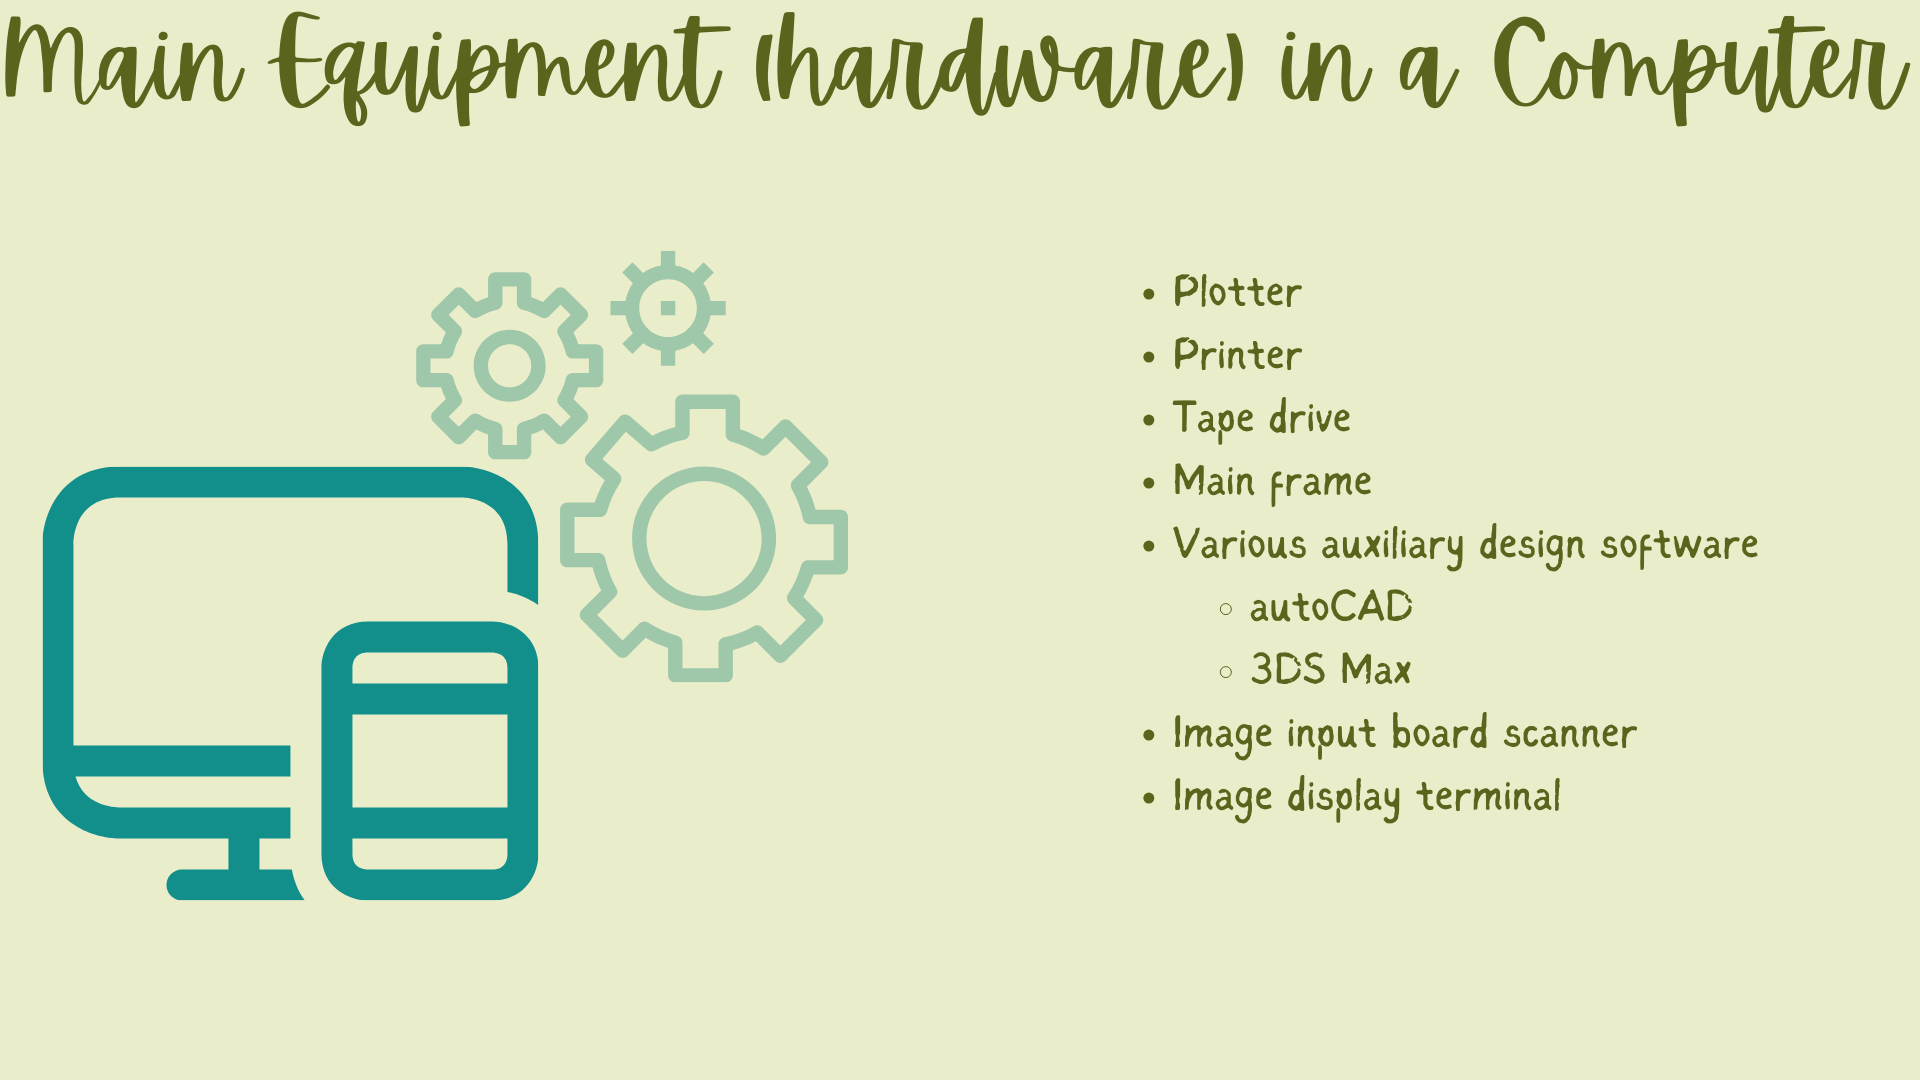 Main Equipment (hardware) in a Computer
• Plotter
• Printer
• Tape drive
• Main frame
• Various auxiliary design software
○ autoCAD
○ 3DS Max
• Image input board scanner
• Image display terminal